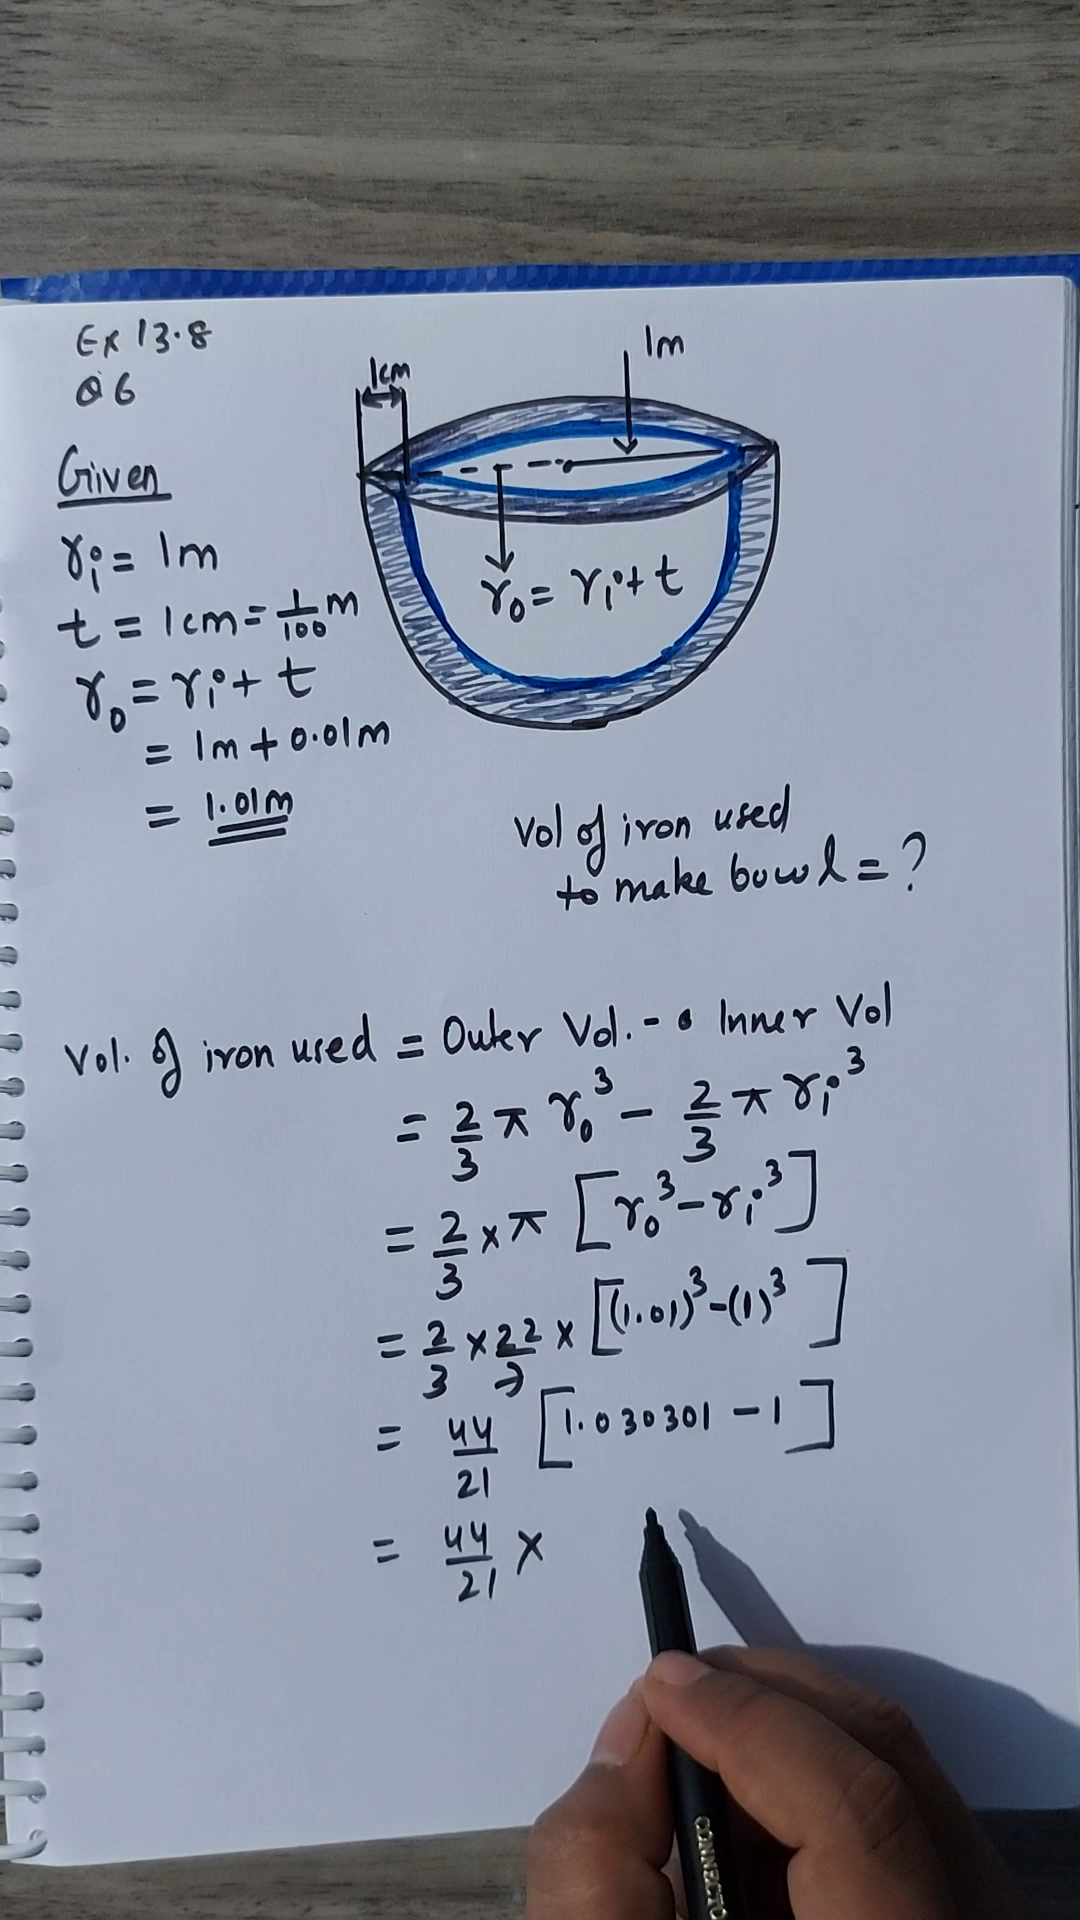 Ex 13.8
Q6
1cm
1m
Given
rᵢ = 1m
t = 1cm = 1/100 m
r₀ = rᵢ + t
= 1m + 0.01m
= 1.01m
r₀ = rᵢ + t
Vol of iron used
to make bowl = ?
Vol. of iron used = Outer Vol. - Inner Vol
= 2/3 π r₀³ - 2/3 π rᵢ³
= 2/3 × π [r₀³ - rᵢ³]
= 2/3 × 22/7 × [(1.01)³ - (1)³]
= 44/21 [1.030301 - 1]
= 44/21 ×
CONNECTO